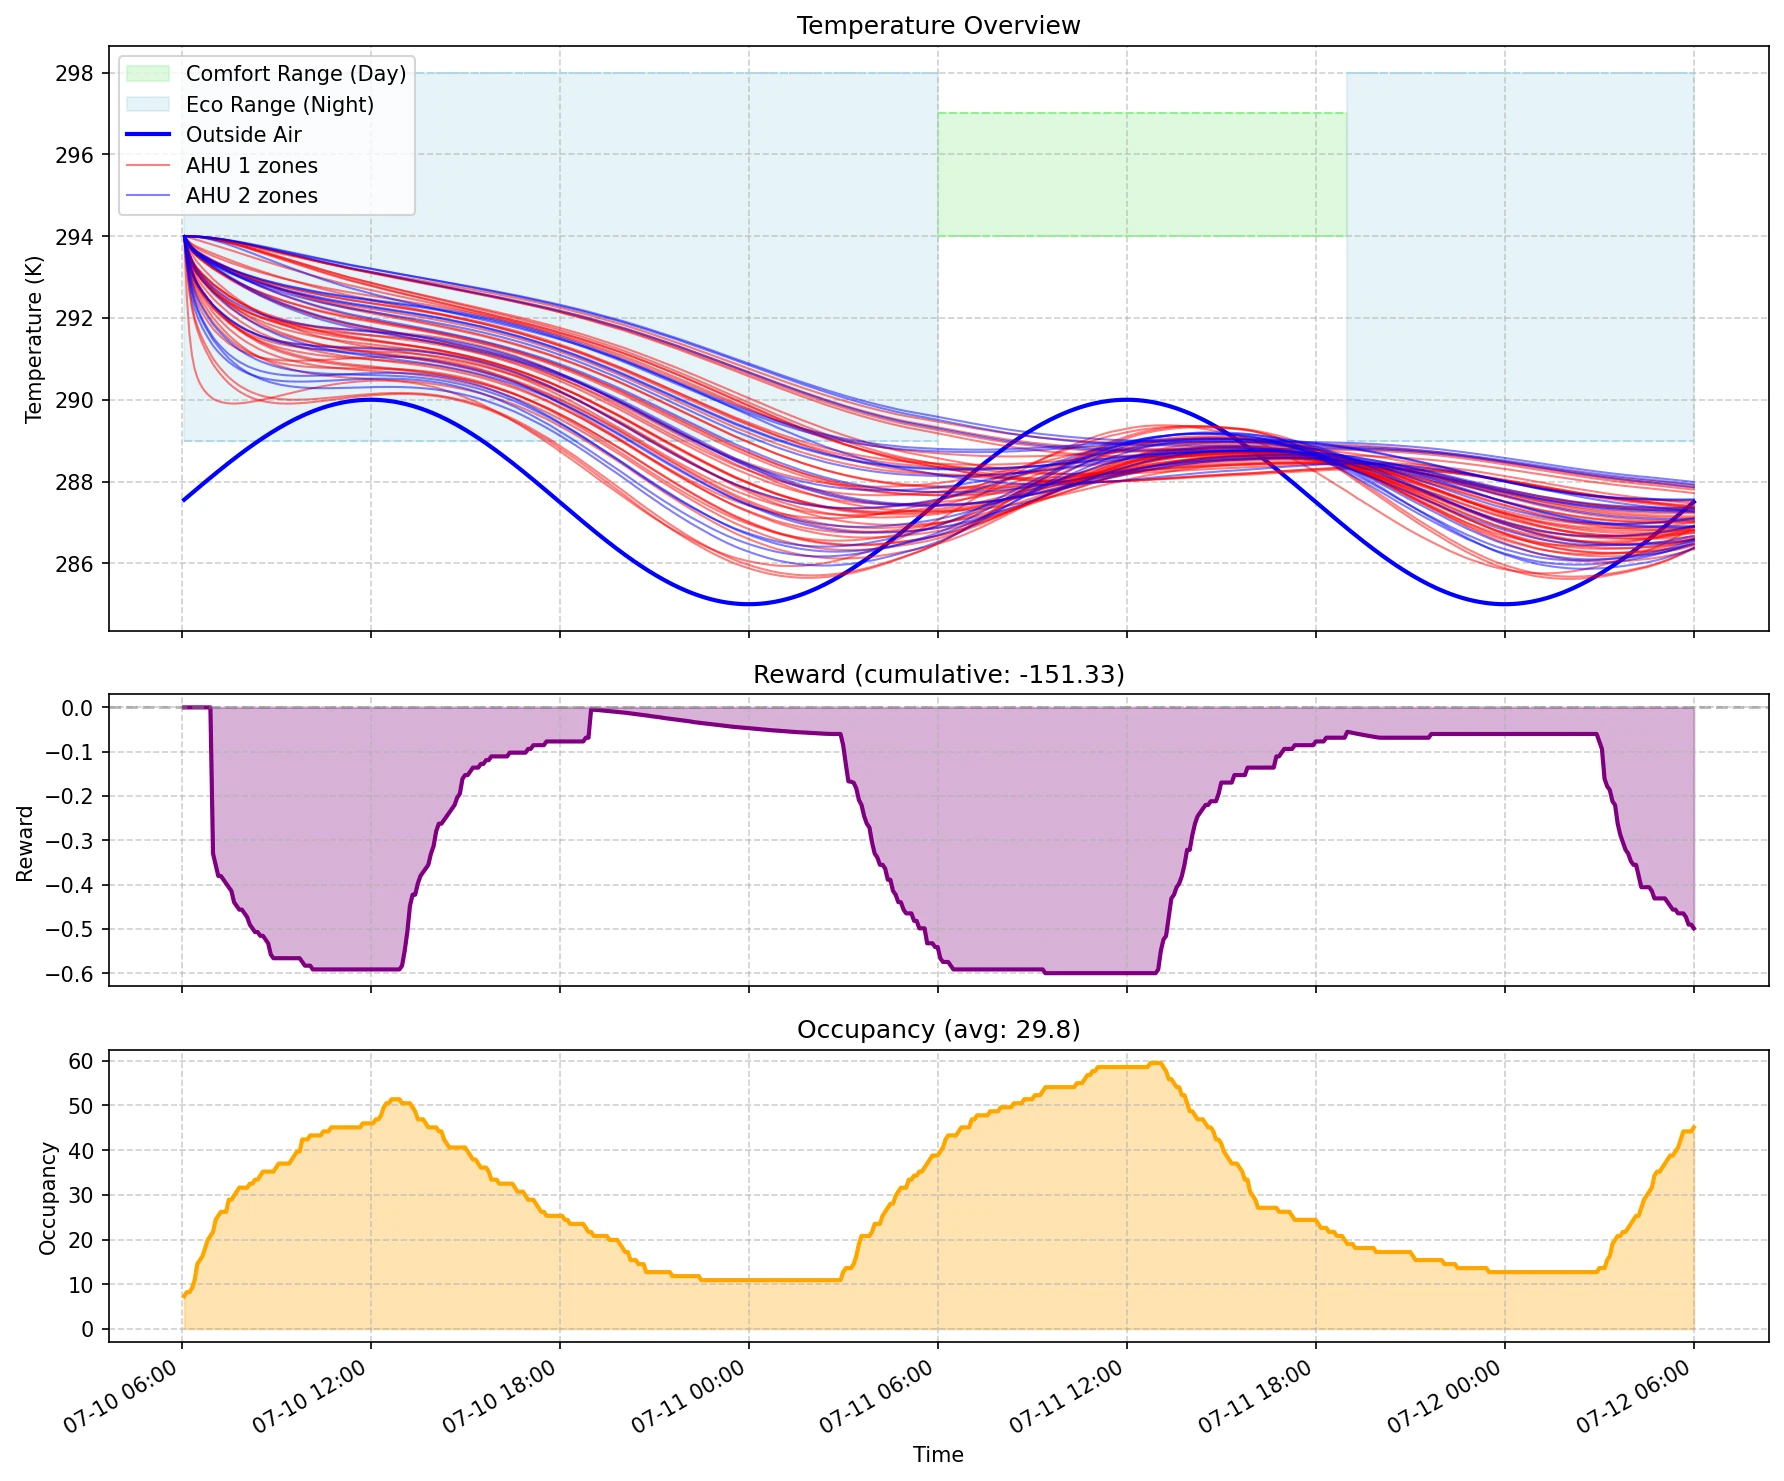 Temperature Overview
298
296
294
292
290
288
286
Temperature (K)
Comfort Range (Day)
Eco Range (Night)
Outside Air
AHU 1 zones
AHU 2 zones
Reward (cumulative: -151.33)
0.0
−0.1
−0.2
−0.3
−0.4
−0.5
−0.6
Reward
Occupancy (avg: 29.8)
60
50
40
30
20
10
0
Occupancy
07-10 06:00
07-10 12:00
07-10 18:00
07-11 00:00
07-11 06:00
07-11 12:00
07-11 18:00
07-12 00:00
07-12 06:00
Time